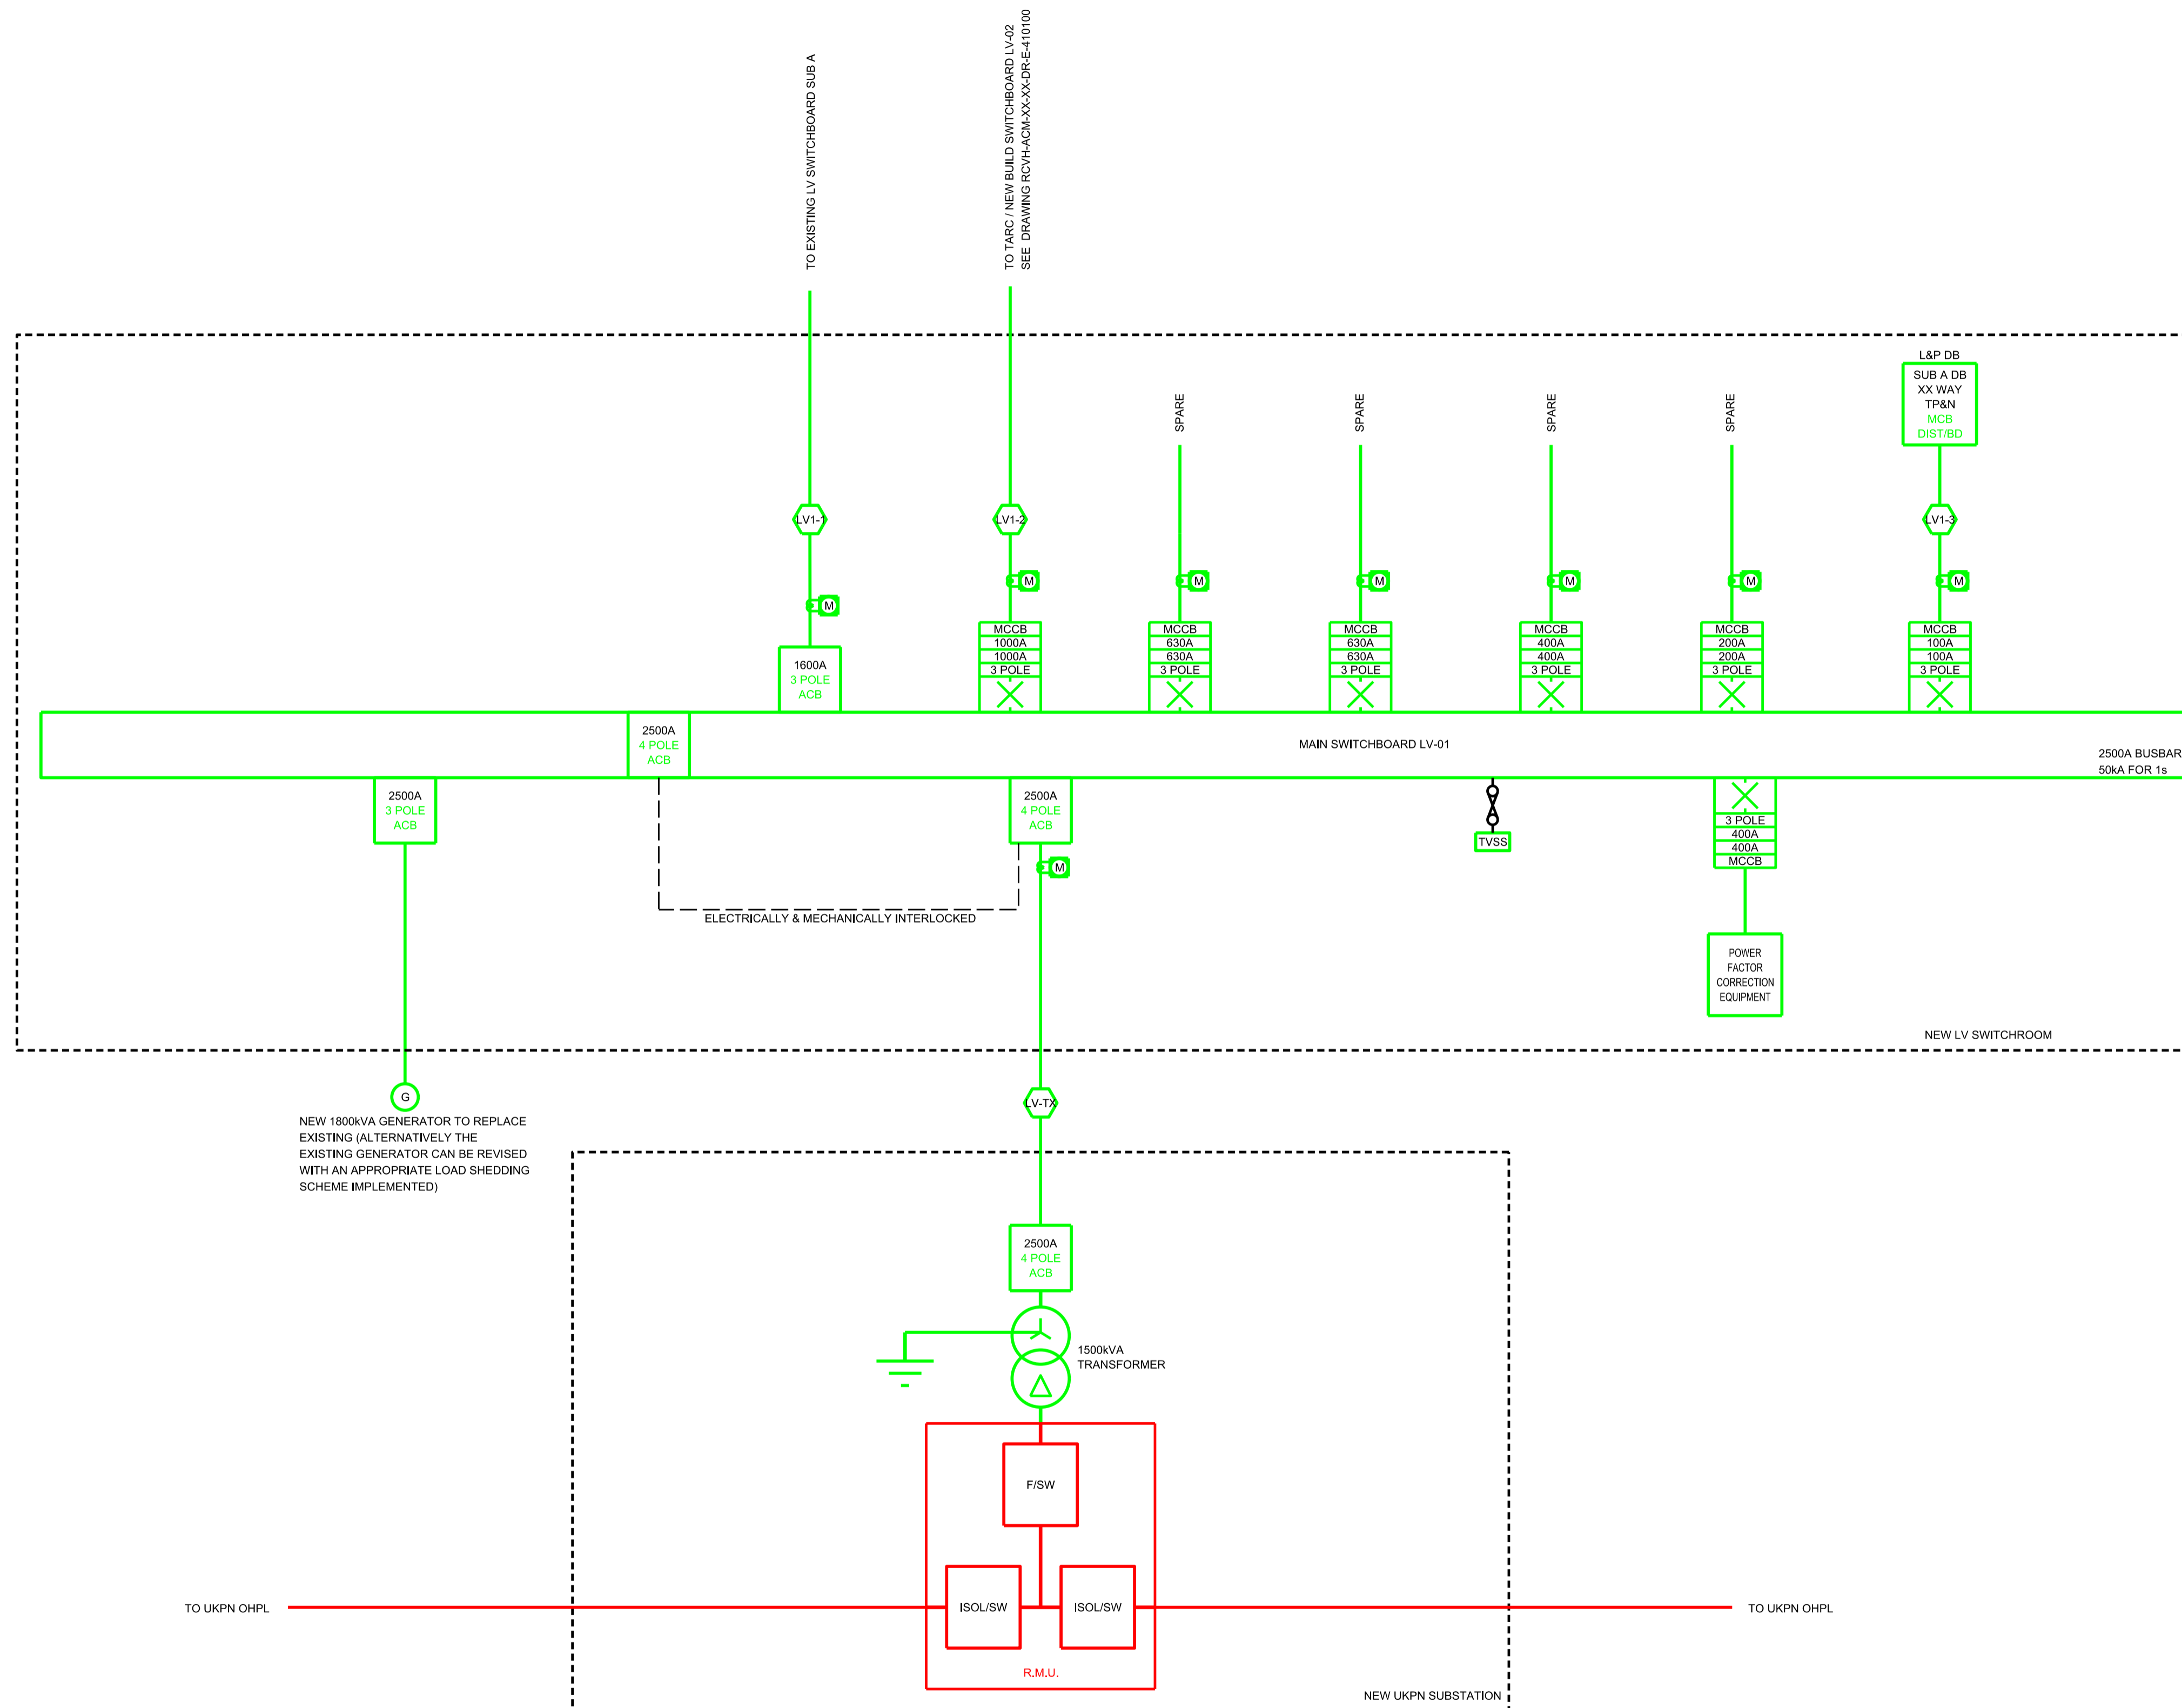 TO EXISTING LV SWITCHBOARD SUB A
TO TARC / NEW BUILD SWITCHBOARD LV-02
SEE DRAWING RCVH-ACM-XX-XX-DR-E-410100
SPARE
SPARE
SPARE
SPARE
L&P DB
SUB A DB
XX WAY
TP&N
MCB
DIST/BD
LV1-1
LV1-2
LV1-3
M
M
M
M
M
M
M
1600A
3 POLE
ACB
MCCB
1000A
1000A
3 POLE
MCCB
630A
630A
3 POLE
MCCB
630A
630A
3 POLE
MCCB
400A
400A
3 POLE
MCCB
200A
200A
3 POLE
MCCB
100A
100A
3 POLE
2500A
4 POLE
ACB
MAIN SWITCHBOARD LV-01
2500A BUSBAR
50kA FOR 1s
2500A
3 POLE
ACB
2500A
4 POLE
ACB
M
TVSS
3 POLE
400A
400A
MCCB
ELECTRICALLY & MECHANICALLY INTERLOCKED
POWER
FACTOR
CORRECTION
EQUIPMENT
NEW LV SWITCHROOM
G
NEW 1800kVA GENERATOR TO REPLACE
EXISTING (ALTERNATIVELY THE
EXISTING GENERATOR CAN BE REVISED
WITH AN APPROPRIATE LOAD SHEDDING
SCHEME IMPLEMENTED)
LV-TX
2500A
4 POLE
ACB
1500kVA
TRANSFORMER
F/SW
TO UKPN OHPL
ISOL/SW
ISOL/SW
TO UKPN OHPL
R.M.U.
NEW UKPN SUBSTATION